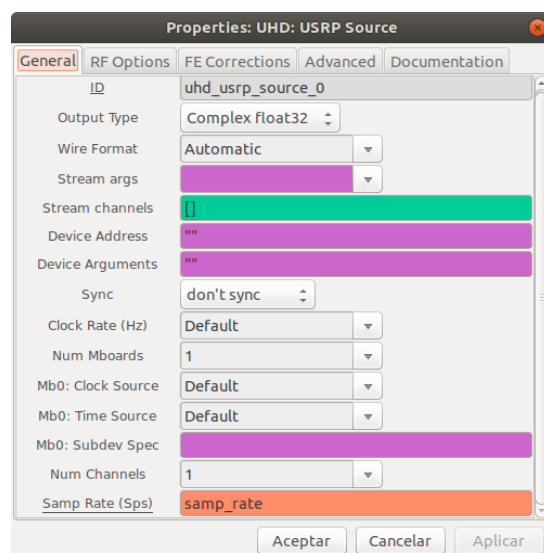 Properties: UHD: USRP Source
General RF Options FE Corrections Advanced Documentation
ID uhd_usrp_source_0
Output Type Complex float32
Wire Format Automatic
Stream args
Stream channels []
Device Address ""
Device Arguments ""
Sync don't sync
Clock Rate (Hz) Default
Num Mboards 1
Mb0: Clock Source Default
Mb0: Time Source Default
Mb0: Subdev Spec
Num Channels 1
Samp Rate (Sps) samp_rate
Aceptar Cancelar Aplicar